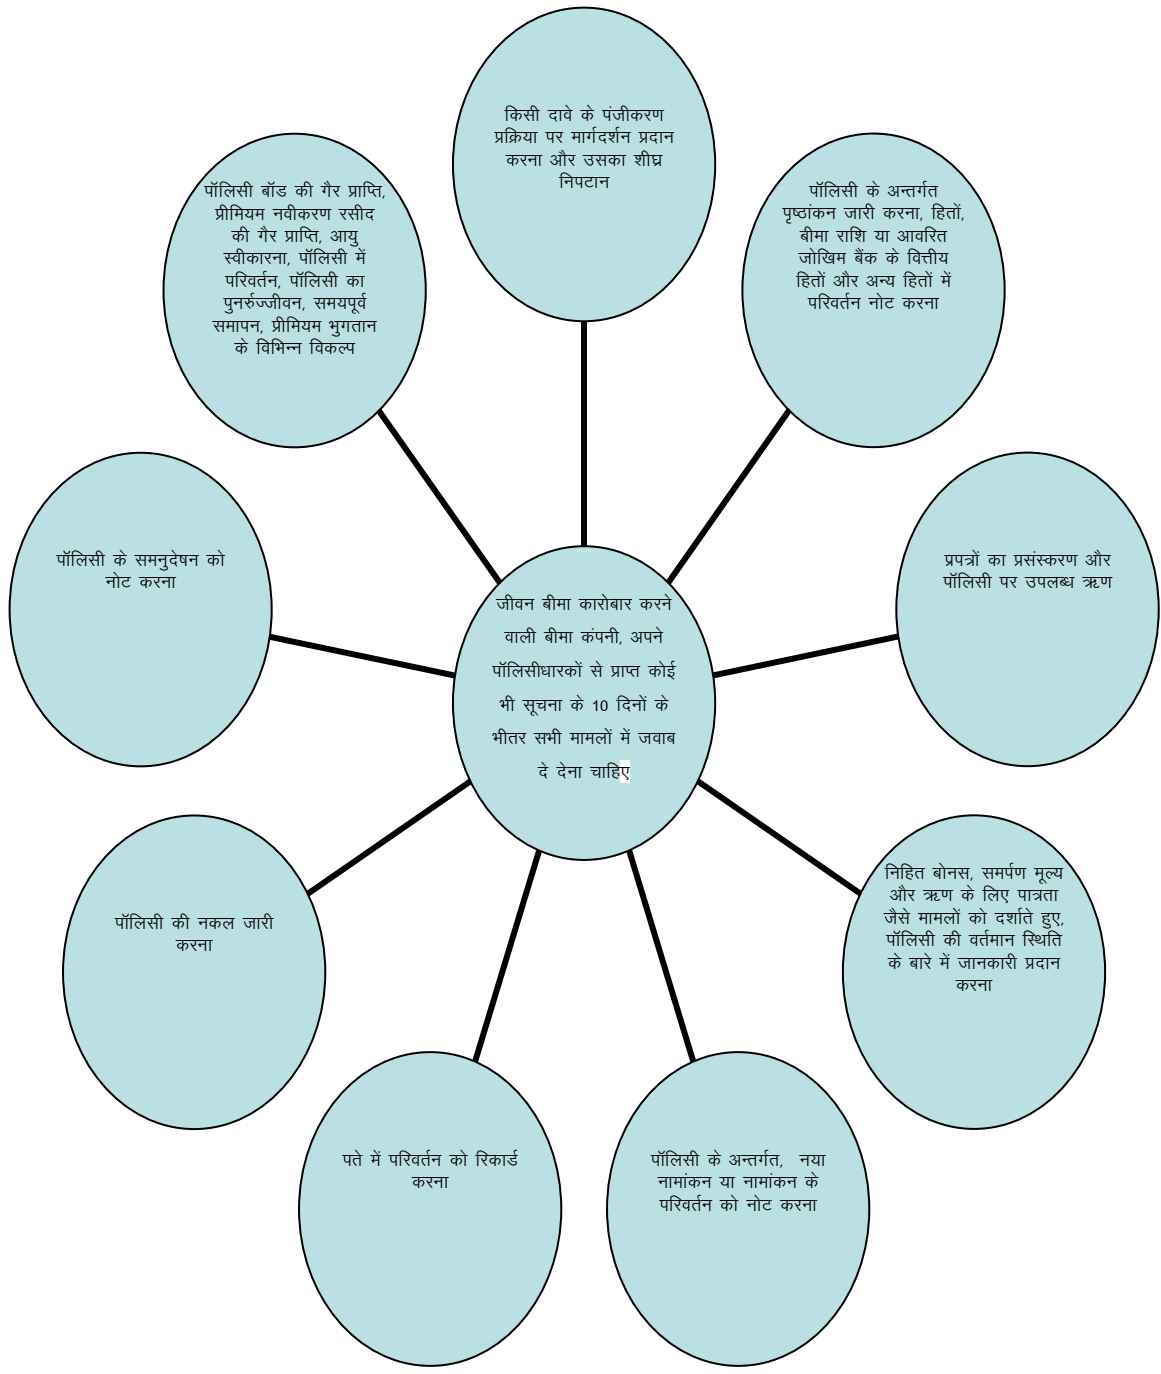 किसी दावे के पंजीकरण
प्रक्रिया पर मार्गदर्शन प्रदान
करना और उसका शीघ्र
निपटान
पॉलिसी बॉड की गैर प्राप्ति,
प्रीमियम नवीकरण रसीद
की गैर प्राप्ति, आयु
स्वीकारना, पॉलिसी में
परिवर्तन, पॉलिसी का
पुनर्रुज्जीवन, समयपूर्व
समापन, प्रीमियम भुगतान
के विभिन्न विकल्प
पॉलिसी के अन्तर्गत
पृष्ठांकन जारी करना, हितों,
बीमा राशि या आवरित
जोखिम बैंक के वित्तीय
हितों और अन्य हितों में
परिवर्तन नोट करना
पॉलिसी के समनुदेषन को
नोट करना
प्रपत्रों का प्रसंस्करण और
पॉलिसी पर उपलब्ध ऋण
जीवन बीमा कारोबार करने
वाली बीमा कंपनी, अपने
पॉलिसीधारकों से प्राप्त कोई
भी सूचना के 10 दिनों के
भीतर सभी मामलों में जवाब
दे देना चाहिए
पॉलिसी की नकल जारी
करना
निहित बोनस, समर्पण मूल्य
और ऋण के लिए पात्रता
जैसे मामलों को दर्शाते हुए,
पॉलिसी की वर्तमान स्थिति
के बारे में जानकारी प्रदान
करना
पते में परिवर्तन को रिकार्ड
करना
पॉलिसी के अन्तर्गत, नया
नामांकन या नामांकन के
परिवर्तन को नोट करना